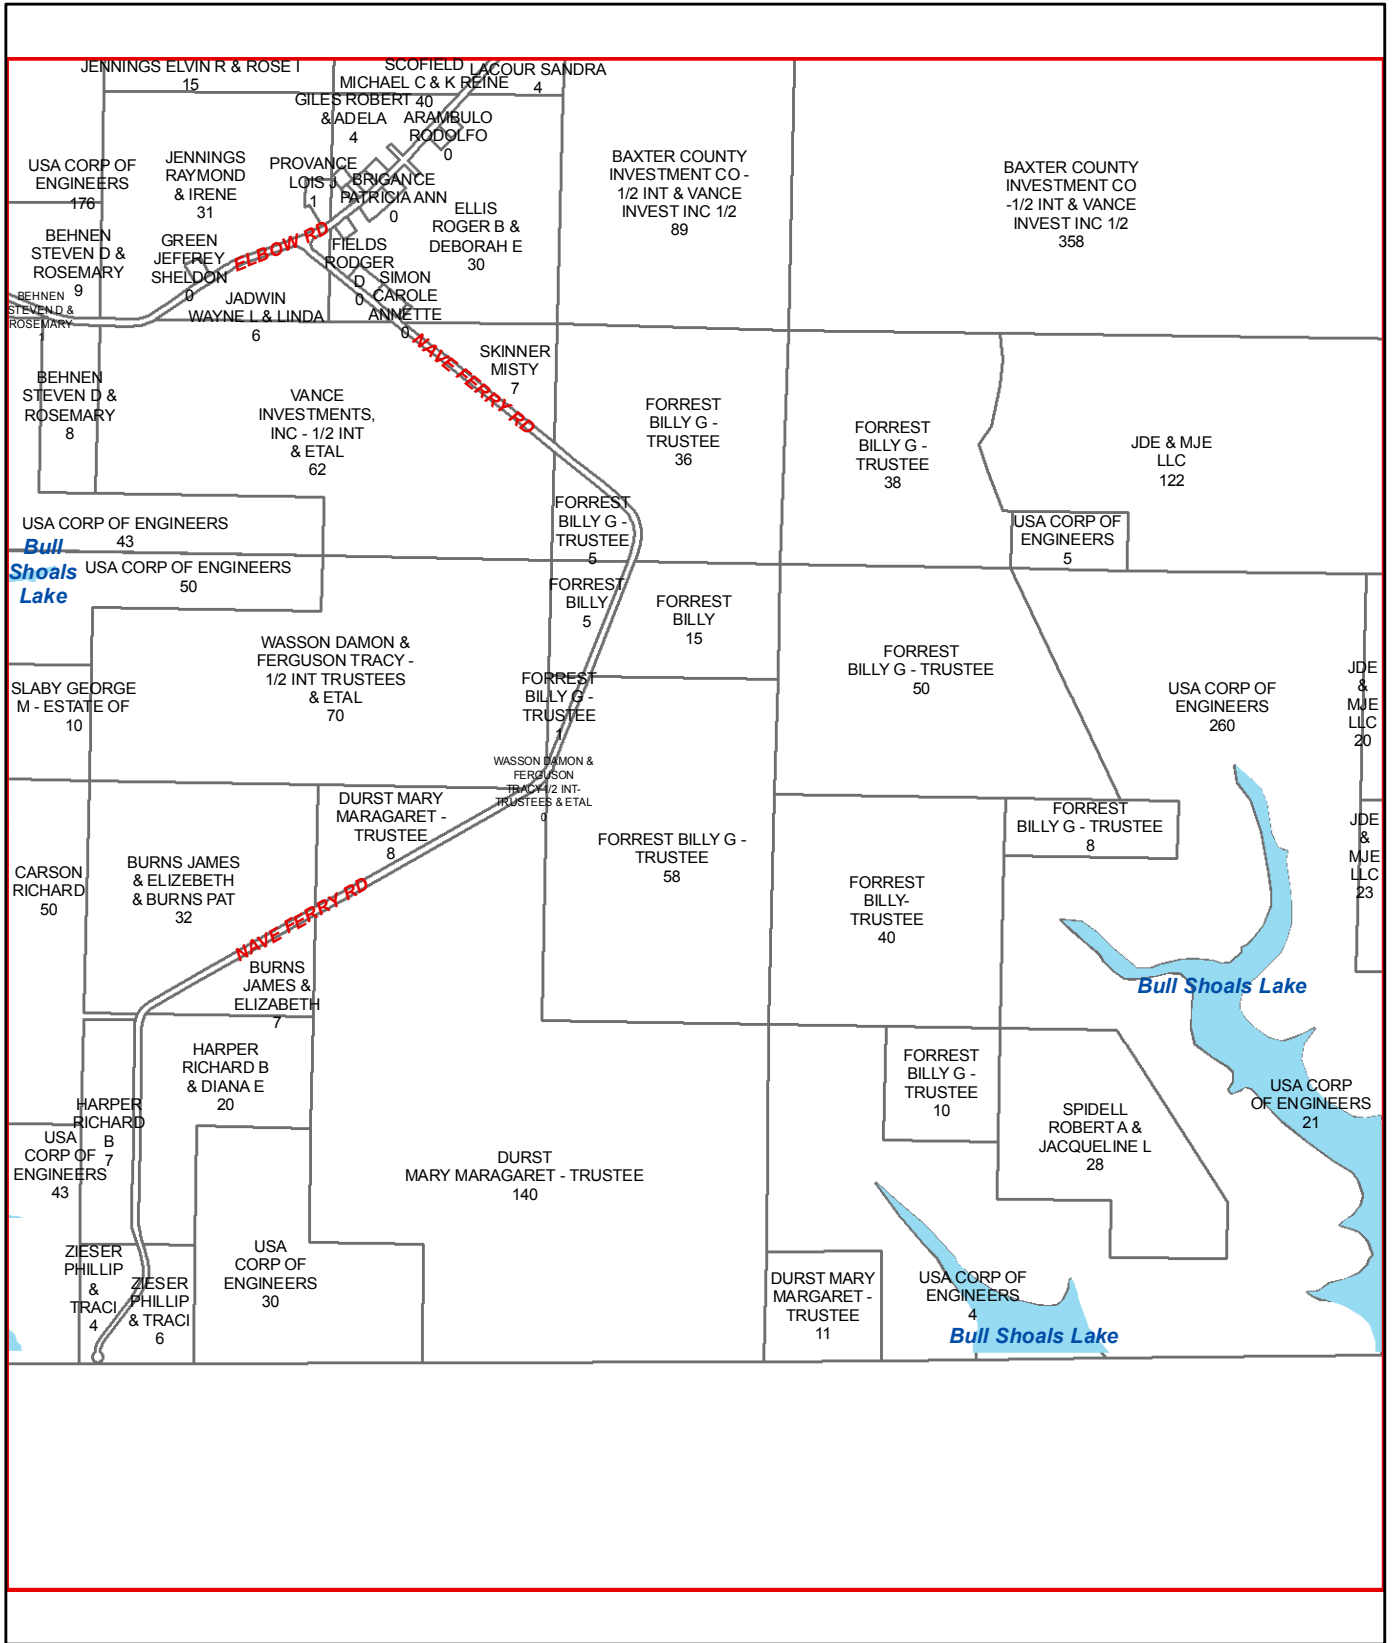 JENNINGS ELVIN R & ROSE I
15
SCOFIELD
MICHAEL C & K REINE
40
LACOUR SANDRA
4
GILES ROBERT
& ADELA
4
ARAMBULO
RODOLFO
0
USA CORP OF
ENGINEERS
176
JENNINGS
RAYMOND
& IRENE
31
PROVANCE
LOIS J
1
BRIGANCE
PATRICIA ANN
0
ELLIS
ROGER B &
DEBORAH E
30
BAXTER COUNTY
INVESTMENT CO -
1/2 INT & VANCE
INVEST INC 1/2
89
BAXTER COUNTY
INVESTMENT CO
-1/2 INT & VANCE
INVEST INC 1/2
358
BEHNEN
STEVEN D &
ROSEMARY
9
GREEN
JEFFREY
SHELDON
0
ELBOW RD
FIELDS
RODGER
D
0
SIMON
CAROLE
ANNETTE
0
BEHNEN
STEVEN D &
ROSEMARY
1
JADWIN
WAYNE L & LINDA
6
NAVE FERRY RD
SKINNER
MISTY
7
BEHNEN
STEVEN D &
ROSEMARY
8
VANCE
INVESTMENTS,
INC - 1/2 INT
& ETAL
62
FORREST
BILLY G -
TRUSTEE
36
FORREST
BILLY G -
TRUSTEE
38
JDE & MJE
LLC
122
USA CORP OF ENGINEERS
43
FORREST
BILLY G -
TRUSTEE
5
USA CORP OF
ENGINEERS
5
Bull
Shoals
Lake
USA CORP OF ENGINEERS
50
FORREST
BILLY
5
FORREST
BILLY
15
WASSON DAMON &
FERGUSON TRACY -
1/2 INT TRUSTEES
& ETAL
70
FORREST
BILLY G - TRUSTEE
50
SLABY GEORGE
M - ESTATE OF
10
FORREST
BILLY G -
TRUSTEE
1
USA CORP OF
ENGINEERS
260
JDE
&
MJE
LLC
20
WASSON DAMON &
FERGUSON
TRACY 1/2 INT-
TRUSTEES & ETAL
0
DURST MARY
MARAGARET -
TRUSTEE
8
FORREST
BILLY G - TRUSTEE
8
JDE
&
MJE
LLC
23
CARSON
RICHARD
50
BURNS JAMES
& ELIZEBETH
& BURNS PAT
32
FORREST BILLY G -
TRUSTEE
58
FORREST
BILLY-
TRUSTEE
40
NAVE FERRY RD
BURNS
JAMES &
ELIZABETH
7
Bull Shoals Lake
HARPER
RICHARD B
& DIANA E
20
FORREST
BILLY G -
TRUSTEE
10
HARPER
RICHARD
B
7
USA CORP
OF ENGINEERS
21
SPIDELL
ROBERT A &
JACQUELINE L
28
USA
CORP OF
ENGINEERS
43
DURST
MARY MARAGARET - TRUSTEE
140
ZIESER
PHILLIP
&
TRACI
4
ZIESER
PHILLIP
& TRACI
6
USA
CORP OF
ENGINEERS
30
DURST MARY
MARGARET -
TRUSTEE
11
USA CORP OF
ENGINEERS
4
Bull Shoals Lake